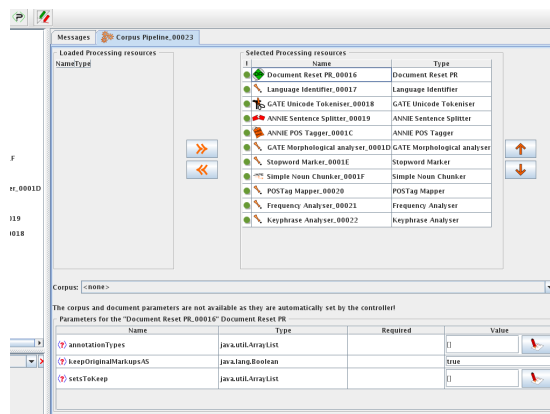 Messages Corpus Pipeline_00023
Loaded Processing resources Selected Processing resources
NameType ! Name Type
Document Reset PR_00016 Document Reset PR
Language Identifier_00017 Language Identifier
GATE Unicode Tokeniser_00018 GATE Unicode Tokeniser
ANNIE Sentence Splitter_00019 ANNIE Sentence Splitter
ANNIE POS Tagger_0001C ANNIE POS Tagger
GATE Morphological analyser_0001D GATE Morphological analyser
Stopword Marker_0001E Stopword Marker
Simple Noun Chunker_0001F Simple Noun Chunker
POSTag Mapper_00020 POSTag Mapper
Frequency Analyser_00021 Frequency Analyser
Keyphrase Analyser_00022 Keyphrase Analyser
er_0001D
019
0018
Corpus: <none>
The corpus and document parameters are not available as they are automatically set by the controller!
Parameters for the "Document Reset PR_00016" Document Reset PR
Name Type Required Value
(?) annotationTypes java.util.ArrayList []
(?) keepOriginalMarkupsAS java.lang.Boolean true
(?) setsToKeep java.util.ArrayList []